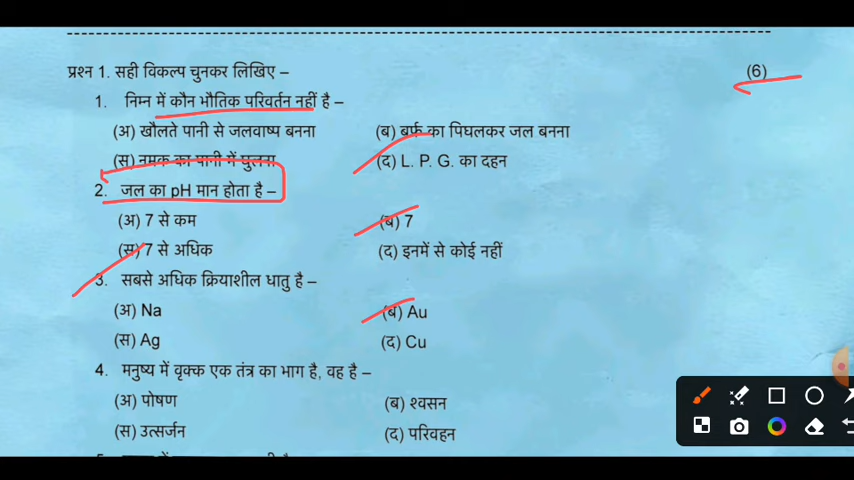 प्रश्न 1. सही विकल्प चुनकर लिखिए – (6)
1. निम्न में कौन भौतिक परिवर्तन नहीं है –
(अ) खौलते पानी से जलवाष्प बनना (ब) बर्फ का पिघलकर जल बनना
(स) नमक का पानी में घुलना (द) L. P. G. का दहन
2. जल का pH मान होता है –
(अ) 7 से कम (ब) 7
(स) 7 से अधिक (द) इनमें से कोई नहीं
3. सबसे अधिक क्रियाशील धातु है –
(अ) Na (ब) Au
(स) Ag (द) Cu
4. मनुष्य में वृक्क एक तंत्र का भाग है, वह है –
(अ) पोषण (ब) श्वसन
(स) उत्सर्जन (द) परिवहन